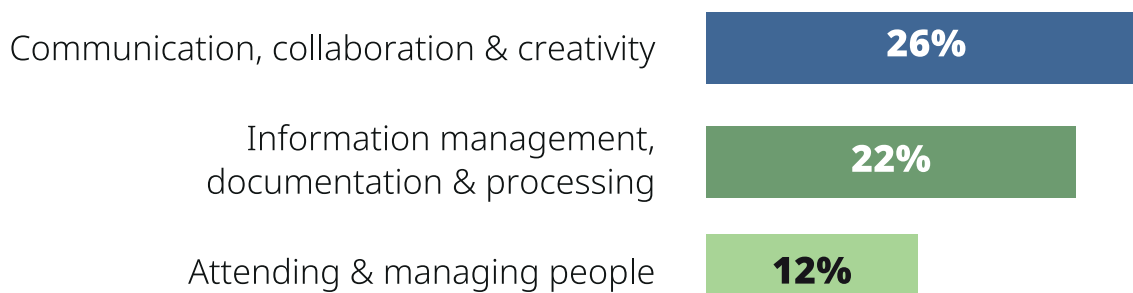 Communication, collaboration & creativity
26%
Information management,
documentation & processing
22%
Attending & managing people
12%